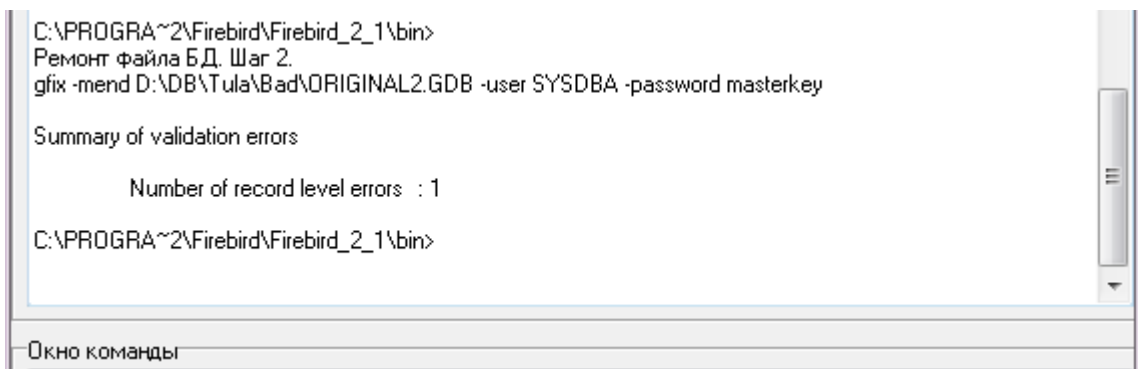 C:\PROGRA~2\Firebird\Firebird_2_1\bin>
Ремонт файла БД. Шаг 2.
gfix -mend D:\DB\Tula\Bad\ORIGINAL2.GDB -user SYSDBA -password masterkey
Summary of validation errors
Number of record level errors : 1
C:\PROGRA~2\Firebird\Firebird_2_1\bin>
Окно команды